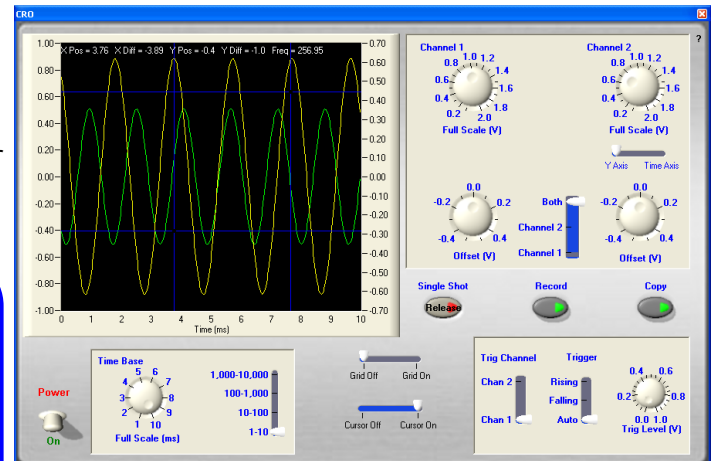 CRO
?
X Pos = 3.76 X Diff = -3.89 Y Pos = -0.4 Y Diff = -1.0 Freq = 256.95
1.00
0.80
0.60
0.40
0.20
0.00
-0.20
-0.40
-0.60
-0.80
-1.00
0.70
0.60
0.50
0.40
0.30
0.20
0.10
0.00
-0.10
-0.20
-0.30
-0.40
-0.50
-0.60
-0.70
0 1 2 3 4 5 6 7 8 9 10
Time (ms)
Channel 1
0.2 0.4 0.6 0.8 1.0 1.2 1.4 1.6 1.8 2.0
Full Scale (V)
Channel 2
0.2 0.4 0.6 0.8 1.0 1.2 1.4 1.6 1.8 2.0
Full Scale (V)
Y Axis Time Axis
-0.4 -0.2 0.0 0.2 0.4
Offset (V)
Both
Channel 2
Channel 1
-0.4 -0.2 0.0 0.2 0.4
Offset (V)
Single Shot
Release
Record
Copy
Power
On
Time Base
1 2 3 4 5 6 7 8 9 10
Full Scale (ms)
1,000-10,000
100-1,000
10-100
1-10
Grid Off Grid On
Cursor Off Cursor On
Trig Channel
Chan 2
Chan 1
Trigger
Rising
Falling
Auto
0.0 0.2 0.4 0.6 0.8 1.0
Trig Level (V)